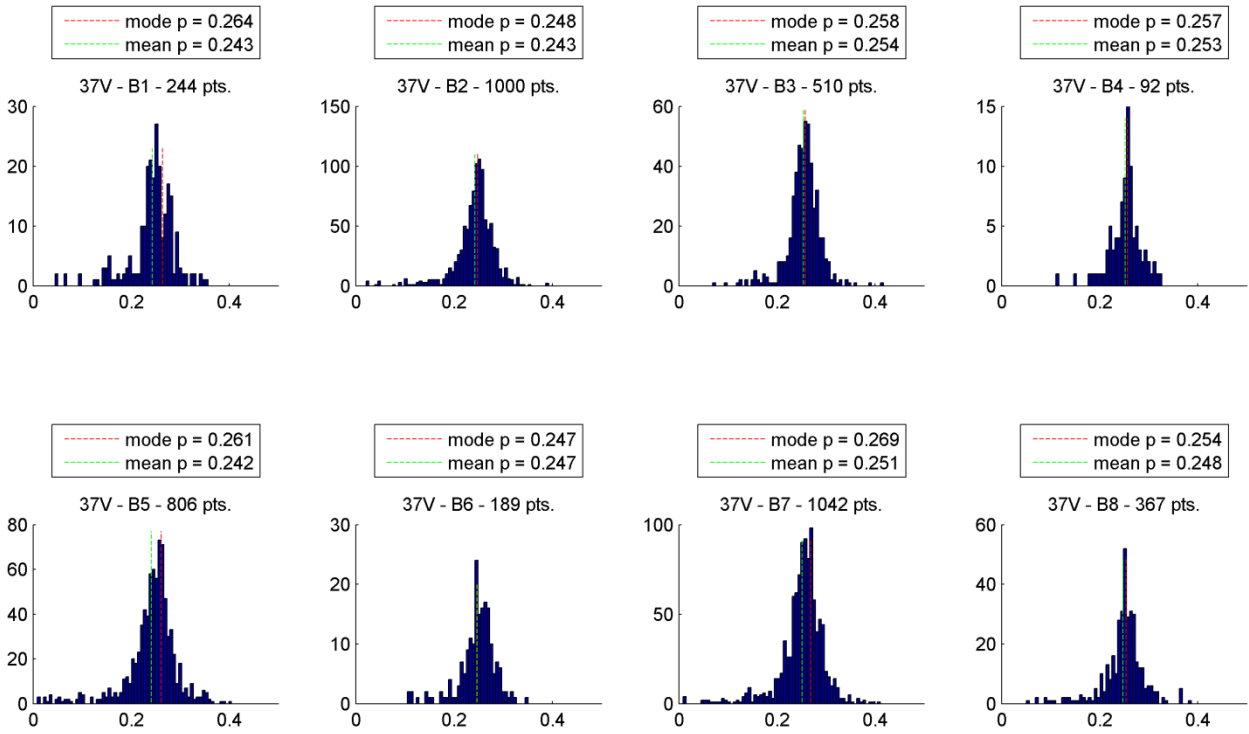 mode p = 0.264
mean p = 0.243
37V - B1 - 244 pts.
30
20
10
0
0
0.2
0.4
mode p = 0.248
mean p = 0.243
37V - B2 - 1000 pts.
150
100
50
0
0
0.2
0.4
mode p = 0.258
mean p = 0.254
37V - B3 - 510 pts.
60
40
20
0
0
0.2
0.4
mode p = 0.257
mean p = 0.253
37V - B4 - 92 pts.
15
10
5
0
0
0.2
0.4
mode p = 0.261
mean p = 0.242
37V - B5 - 806 pts.
80
60
40
20
0
0
0.2
0.4
mode p = 0.247
mean p = 0.247
37V - B6 - 189 pts.
30
20
10
0
0
0.2
0.4
mode p = 0.269
mean p = 0.251
37V - B7 - 1042 pts.
100
50
0
0
0.2
0.4
mode p = 0.254
mean p = 0.248
37V - B8 - 367 pts.
60
40
20
0
0
0.2
0.4